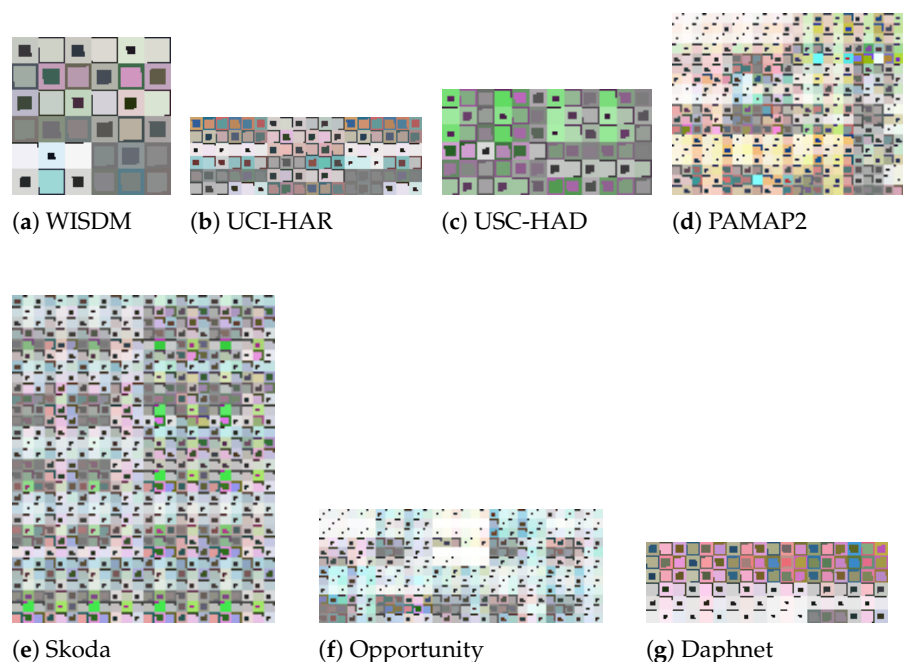 (a) WISDM
(b) UCI-HAR
(c) USC-HAD
(d) PAMAP2
(e) Skoda
(f) Opportunity
(g) Daphnet